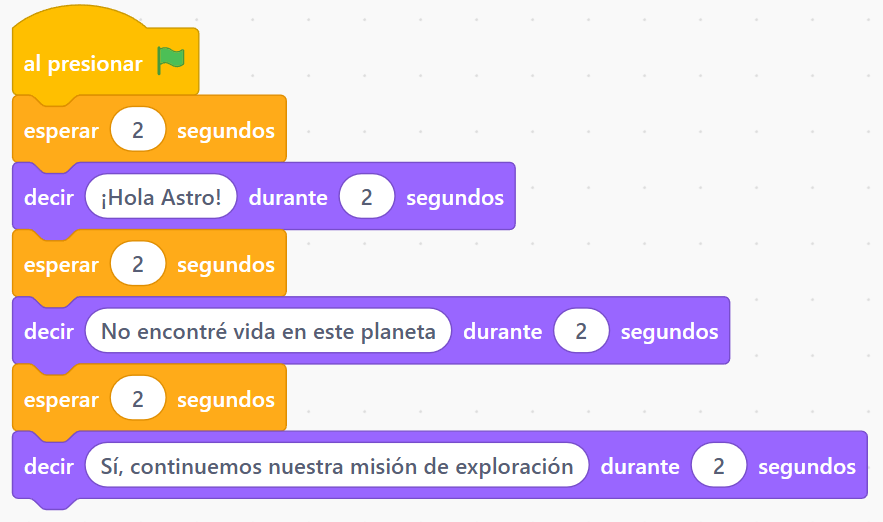 al presionar
esperar 2 segundos
decir ¡Hola Astro! durante 2 segundos
esperar 2 segundos
decir No encontré vida en este planeta durante 2 segundos
esperar 2 segundos
decir Sí, continuemos nuestra misión de exploración durante 2 segundos